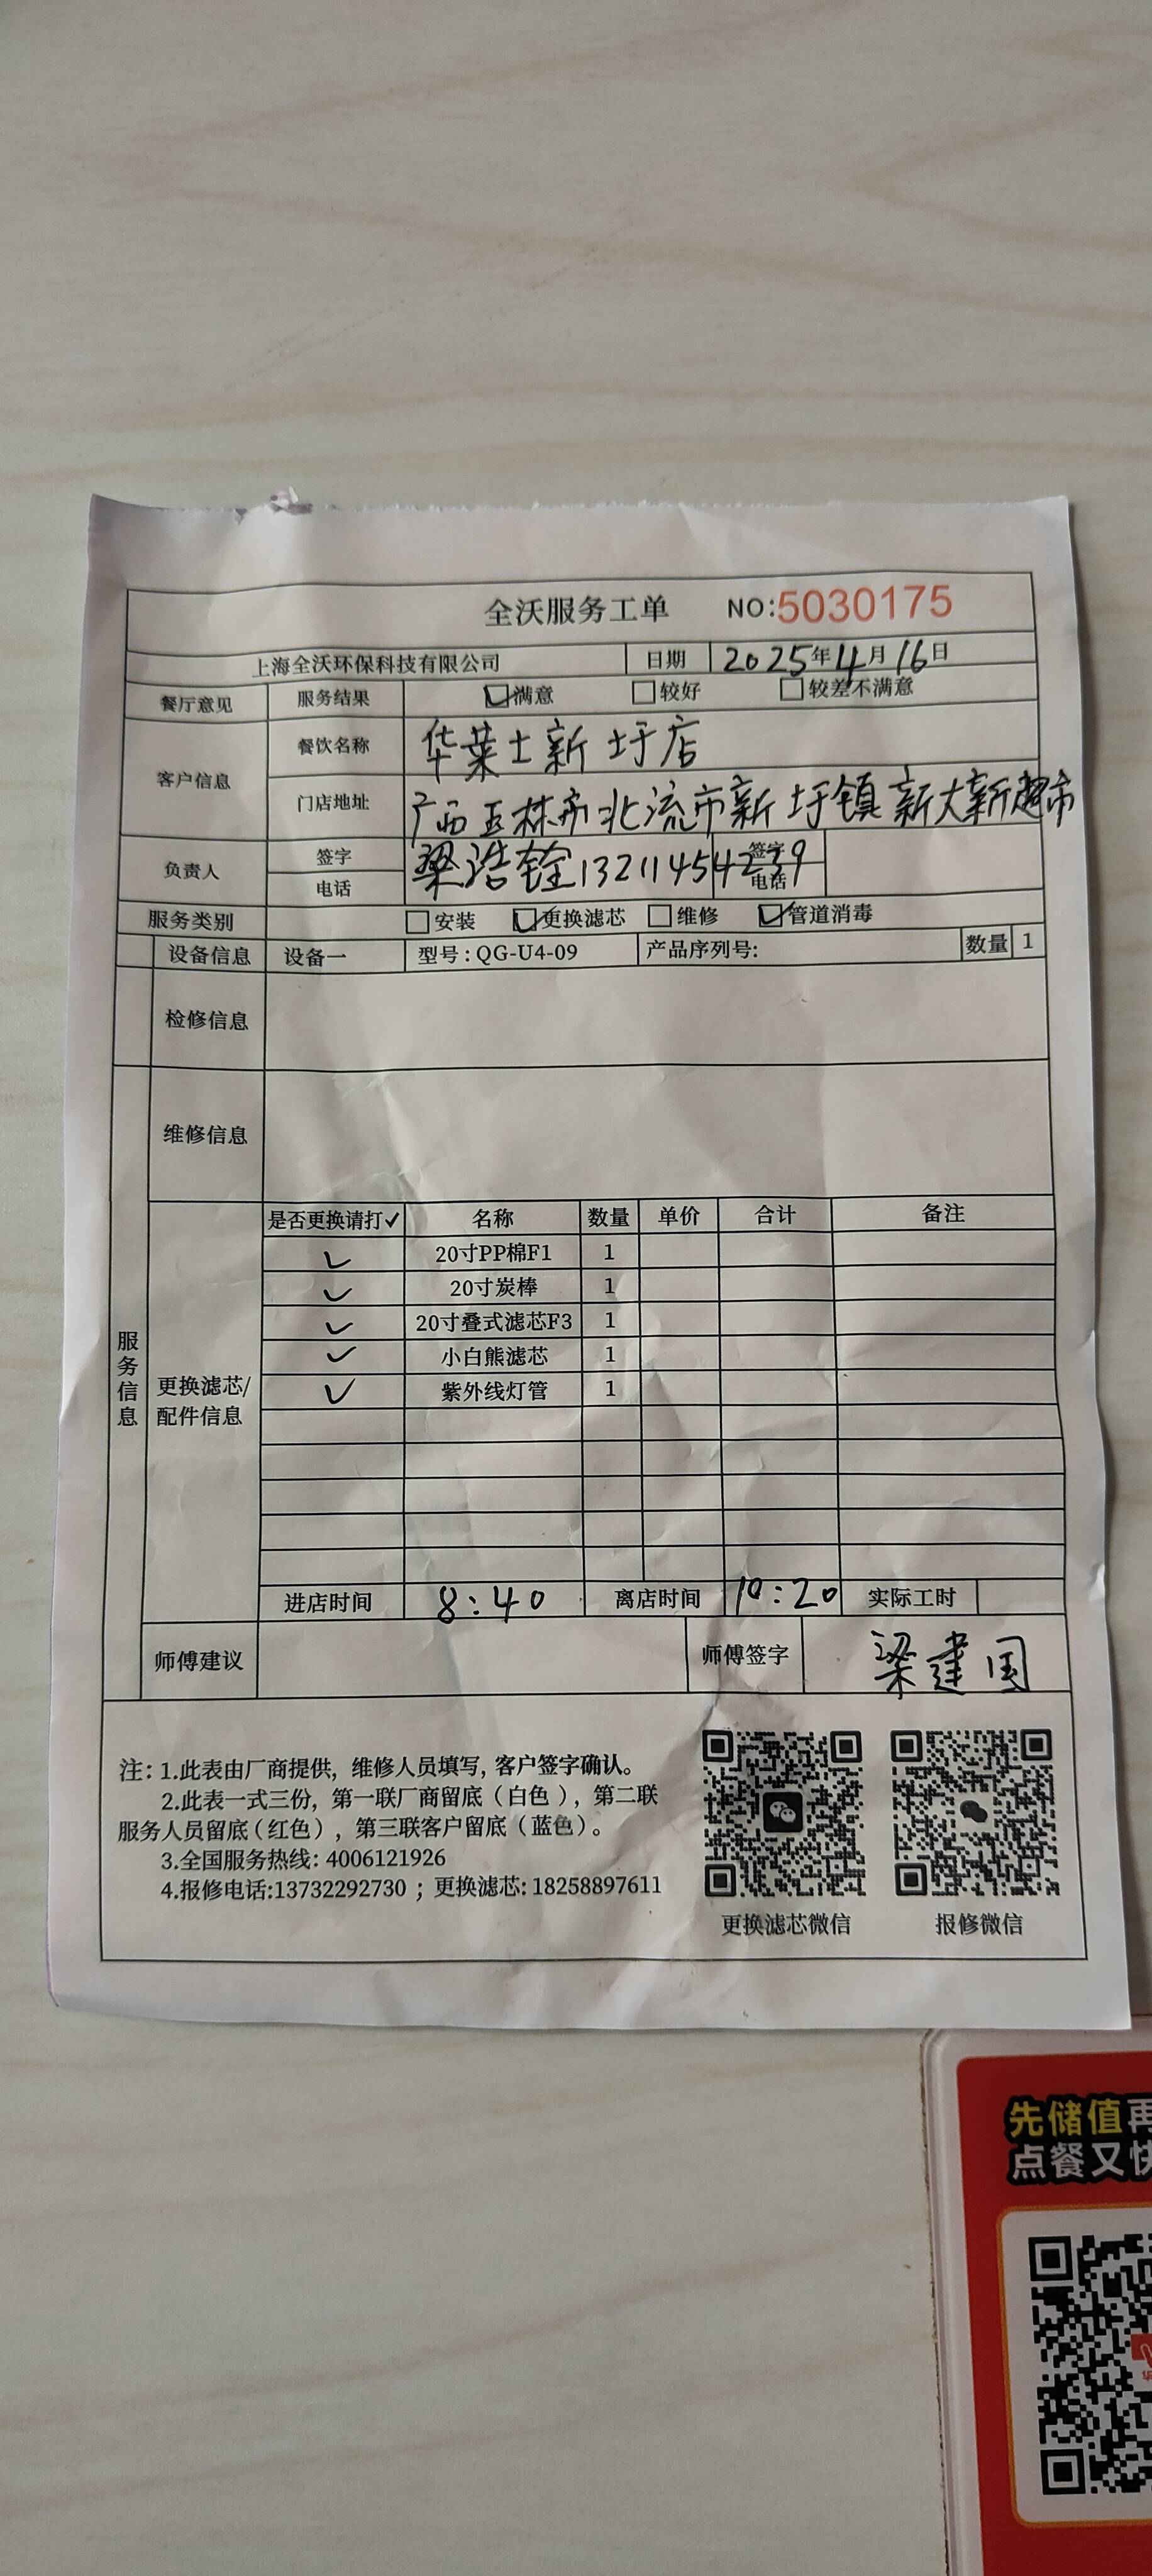 全沃服务工单 NO:5030175
上海全沃环保科技有限公司 日期 2025年4月16日
餐厅意见 服务结果 满意 较好 较差不满意
客户信息 餐饮名称 华莱士新圩店
门店地址 广西玉林市北流市新圩镇新大新超市
负责人 签字 梁浩铨13211454239 签字
电话 电话
服务类别 安装 更换滤芯 维修 管道消毒
设备信息 设备一 型号:QG-U4-09 产品序列号: 数量 1
检修信息
维修信息
服务信息
更换滤芯/配件信息
是否更换请打✓ 名称 数量 单价 合计 备注
✓ 20寸PP棉F1 1
✓ 20寸炭棒 1
✓ 20寸叠式滤芯F3 1
✓ 小白熊滤芯 1
✓ 紫外线灯管 1
进店时间 8:40 离店时间 10:20 实际工时
师傅建议 师傅签字 梁建国
注: 1.此表由厂商提供, 维修人员填写, 客户签字确认。
2.此表一式三份, 第一联厂商留底(白色), 第二联
服务人员留底(红色), 第三联客户留底(蓝色)。
3.全国服务热线: 4006121926
4.报修电话:13732292730 ; 更换滤芯: 18258897611
更换滤芯微信 报修微信
先储值再
点餐又快